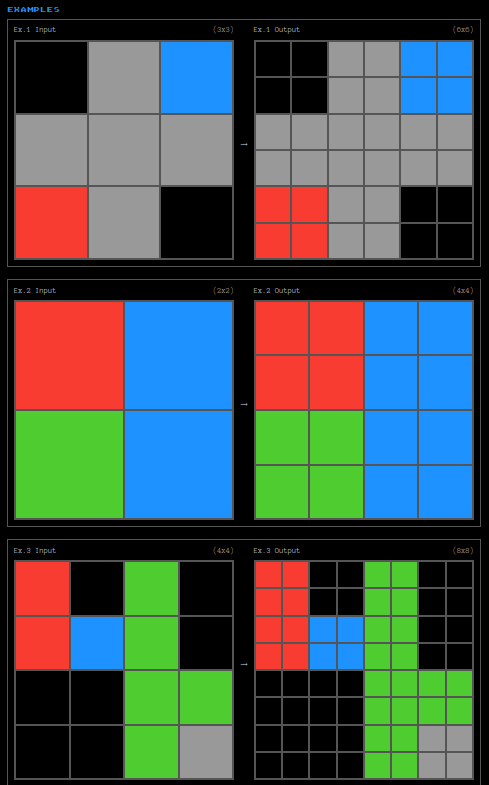 EXAMPLES
Ex.1 Input (3x3) Ex.1 Output (6x6)
→
Ex.2 Input (2x2) Ex.2 Output (4x4)
→
Ex.3 Input (4x4) Ex.3 Output (8x8)
→